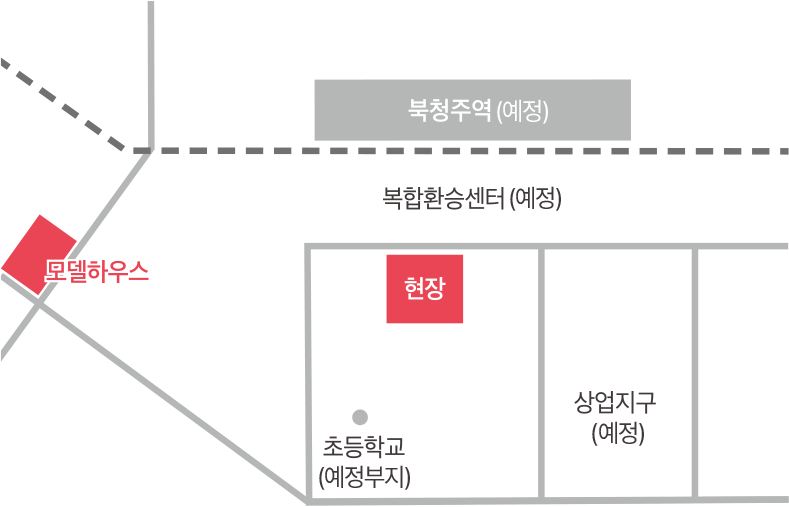 북청주역 (예정)
복합환승센터 (예정)
모델하우스
현장
상업지구
(예정)
초등학교
(예정부지)